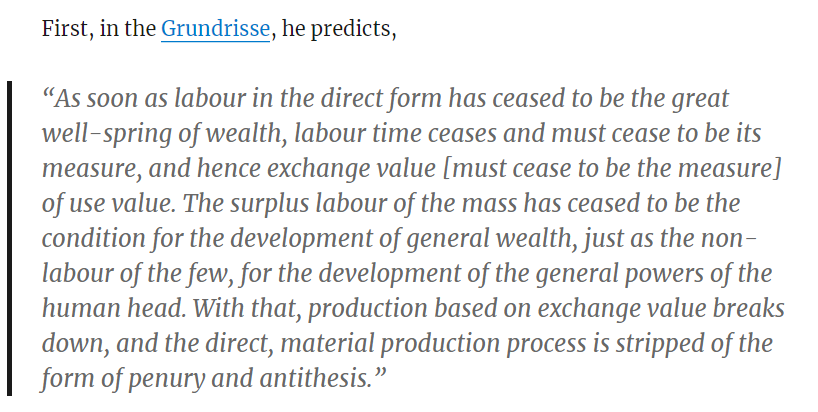 First, in the Grundrisse, he predicts,
“As soon as labour in the direct form has ceased to be the great
well-spring of wealth, labour time ceases and must cease to be its
measure, and hence exchange value [must cease to be the measure]
of use value. The surplus labour of the mass has ceased to be the
condition for the development of general wealth, just as the non-
labour of the few, for the development of the general powers of the
human head. With that, production based on exchange value breaks
down, and the direct, material production process is stripped of the
form of penury and antithesis.”